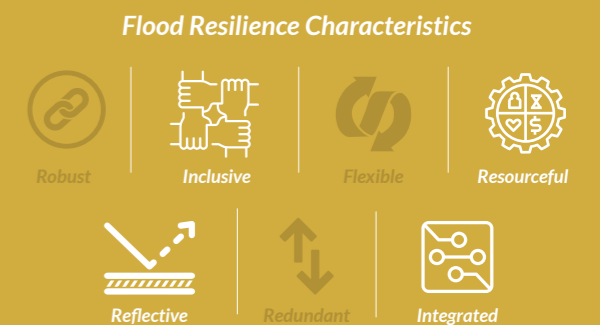 Flood Resilience Characteristics
Robust Inclusive Flexible Resourceful
Reflective Redundant Integrated